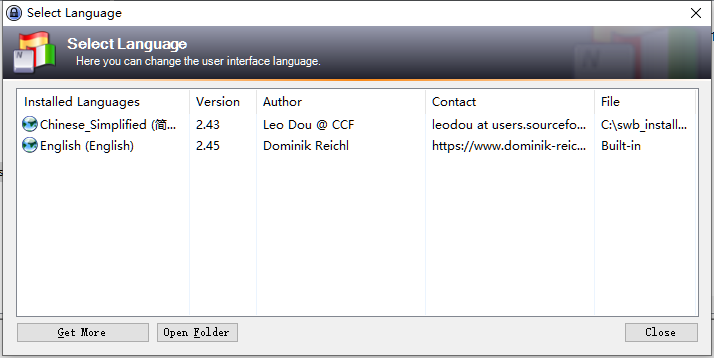 Select Language
Select Language
Here you can change the user interface language.
Installed Languages Version Author Contact File
Chinese_Simplified (简... 2.43 Leo Dou @ CCF leodou at users.sourcefo... C:\swb_install...
English (English) 2.45 Dominik Reichl https://www.dominik-reic... Built-in
Get More Open Folder Close